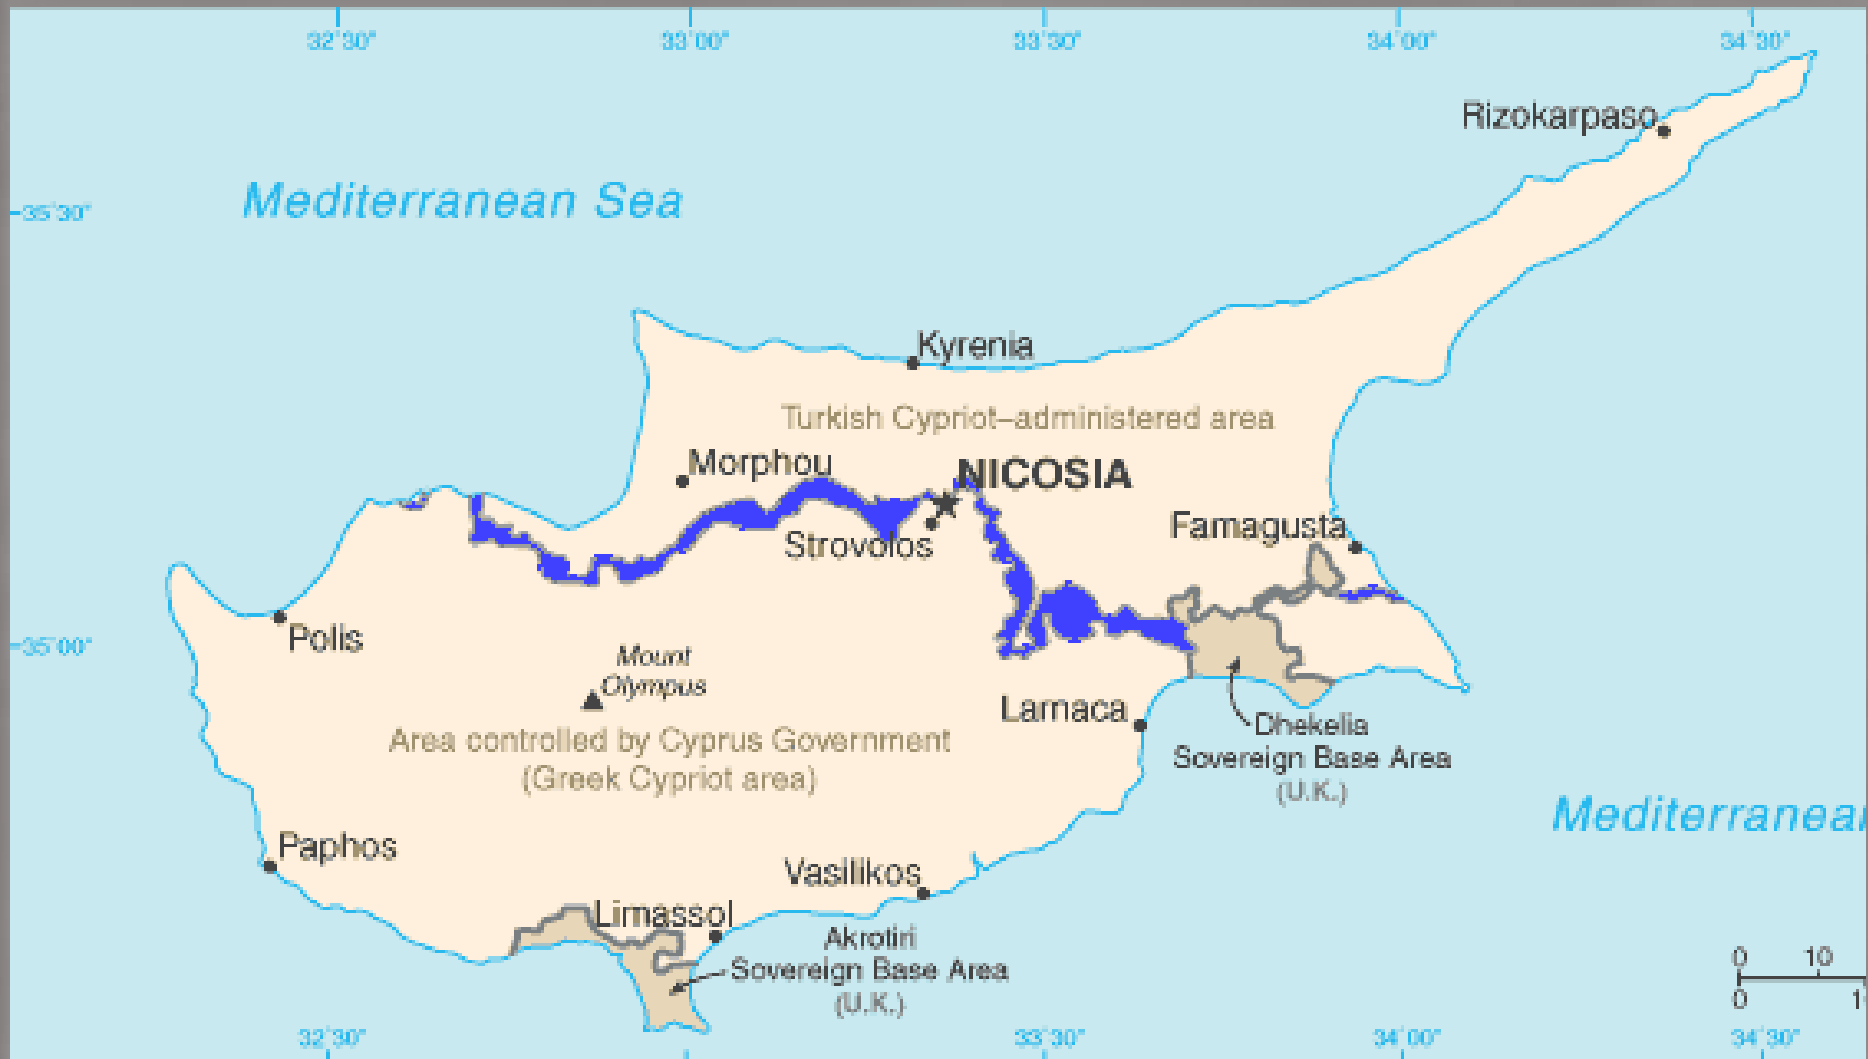 32°30" 33°00" 33°30" 34°00" 34°30"
Rizokarpaso
Mediterranean Sea
35°30"
Kyrenia
Turkish Cypriot–administered area
Morphou
NICOSIA
Famagusta
Strovolos
Polis
35°00"
Mount
Olympus
Larnaca
Dhekelia
Sovereign Base Area
(U.K.)
Area controlled by Cyprus Government
(Greek Cypriot area)
Mediterranean
Paphos
Vasilikos
Limassol
Akrotiri
Sovereign Base Area
(U.K.)
0 10
0 1
32°30" 33°30" 34°00" 34°30"